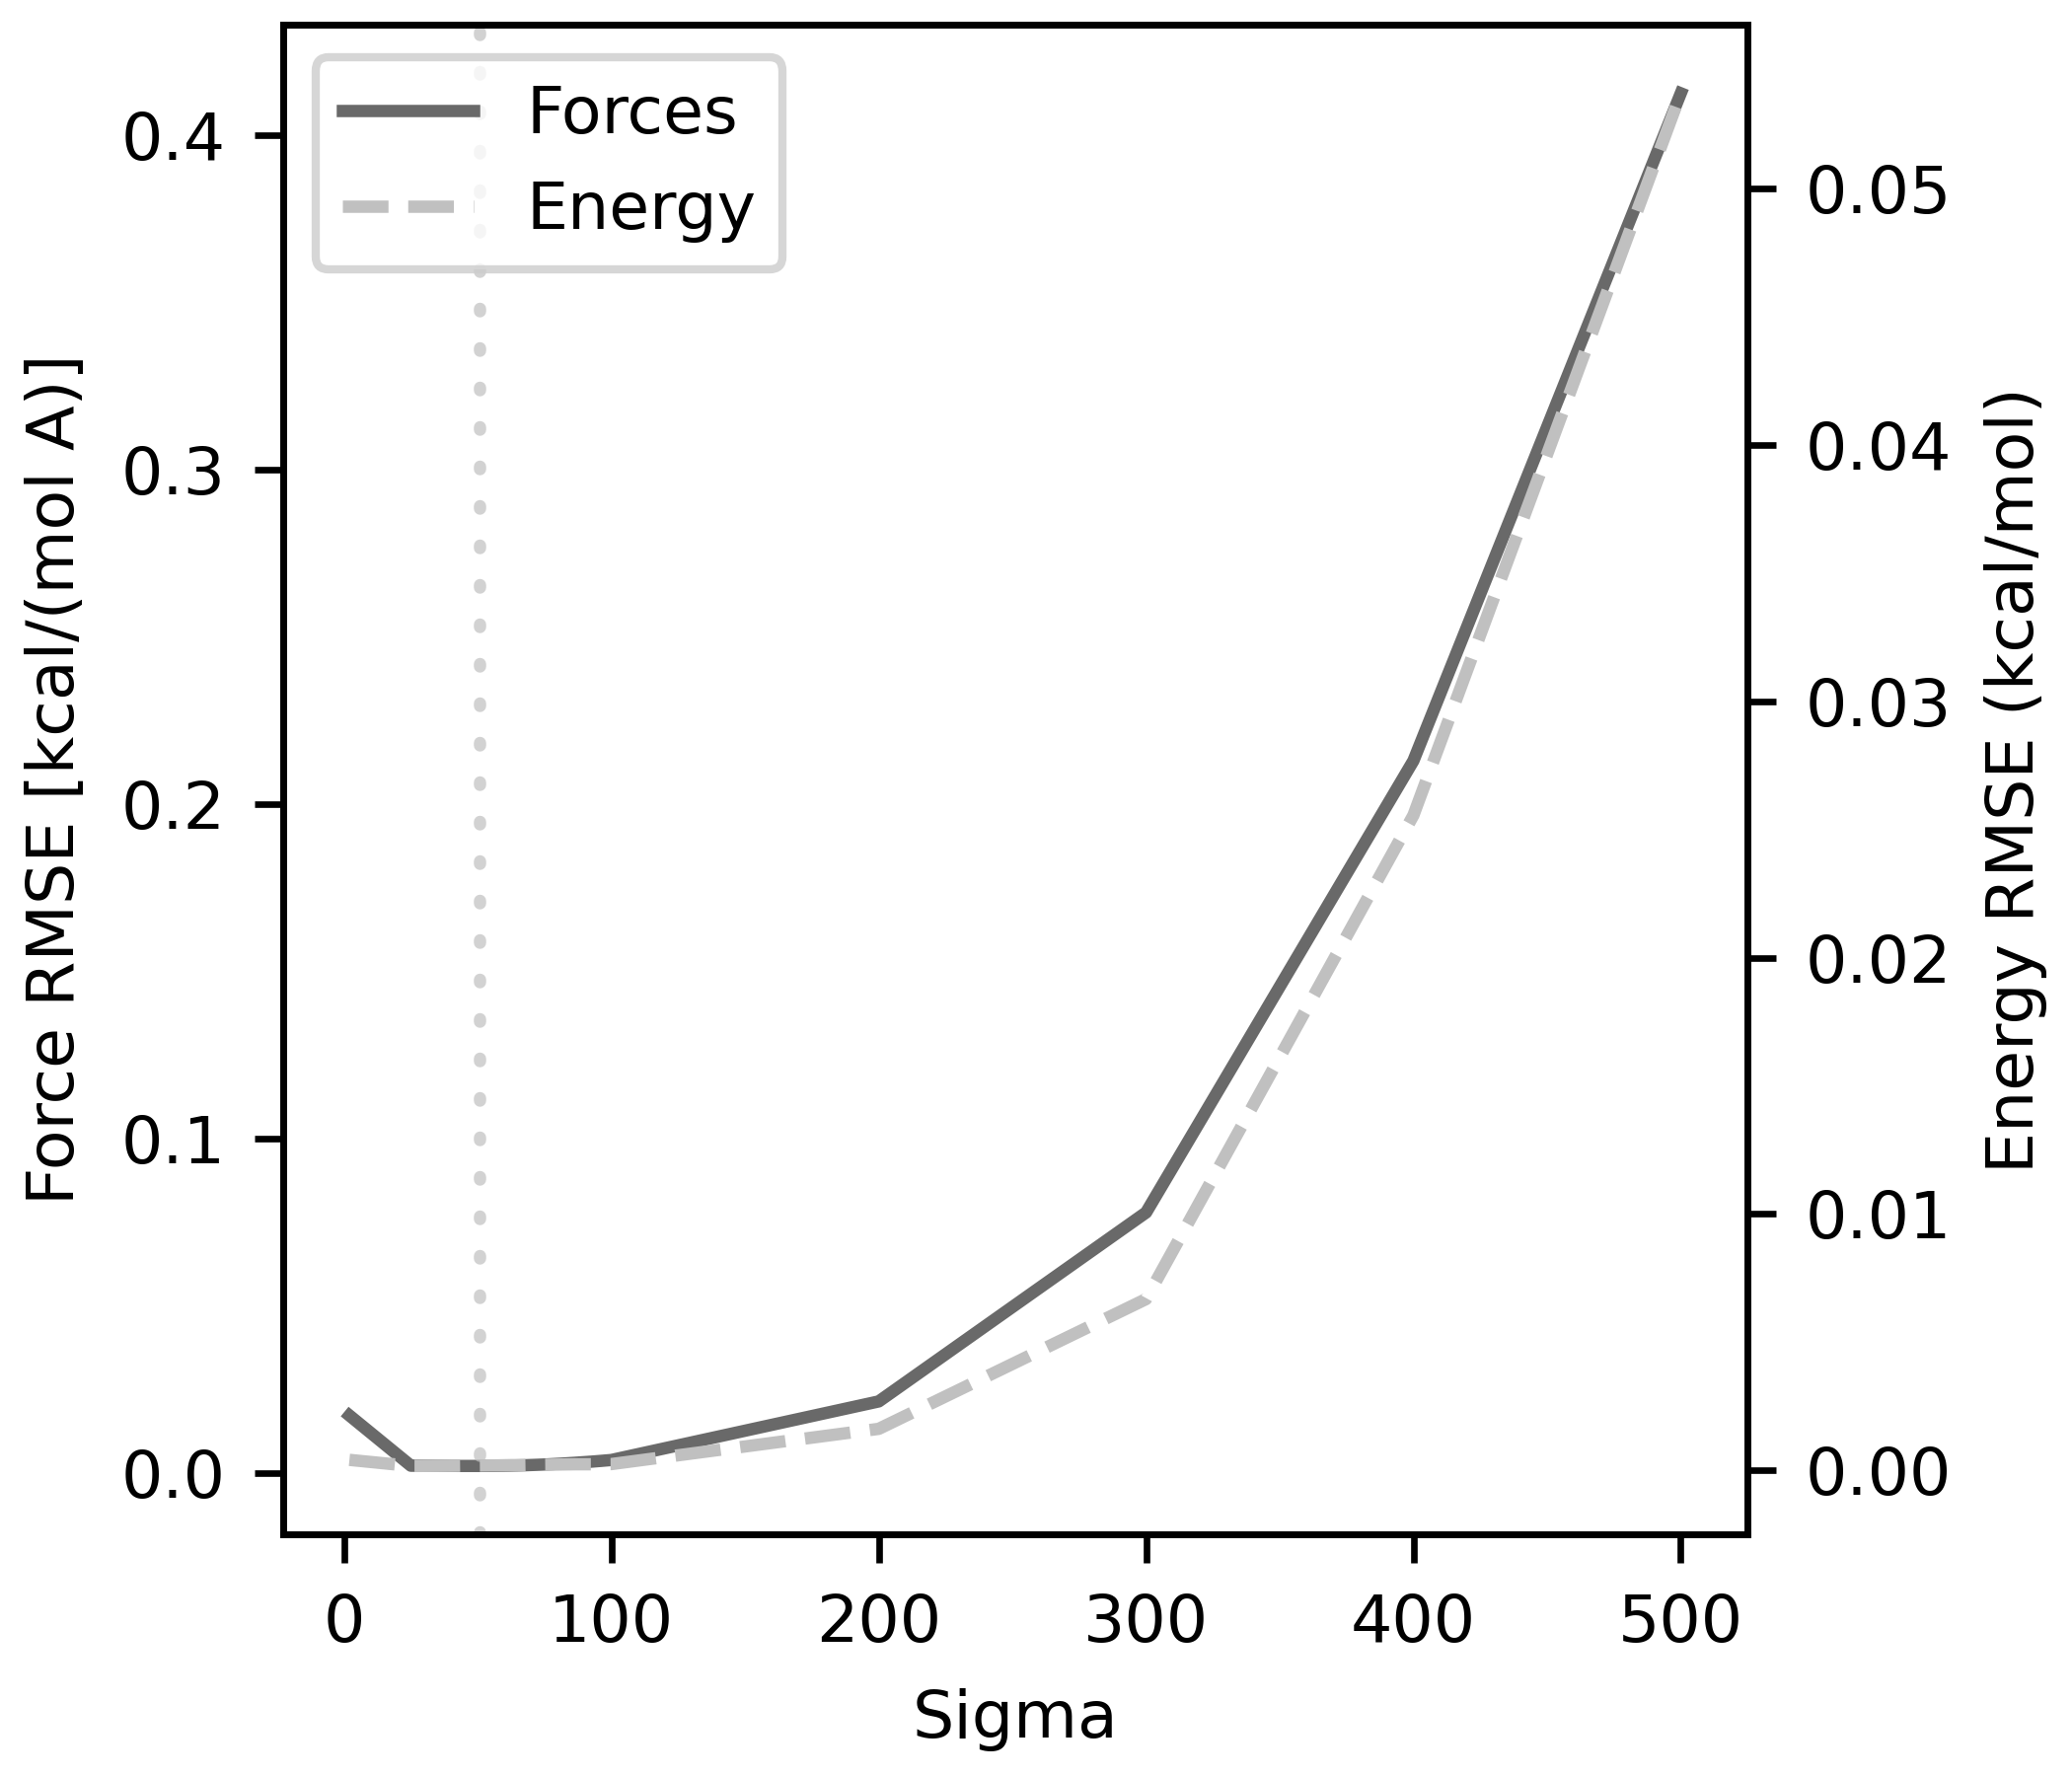 Forces
Energy
0.4
0.3
0.2
0.1
0.0
Force RMSE [kcal/(mol A)]
0.05
0.04
0.03
0.02
0.01
0.00
Energy RMSE (kcal/mol)
0 100 200 300 400 500
Sigma